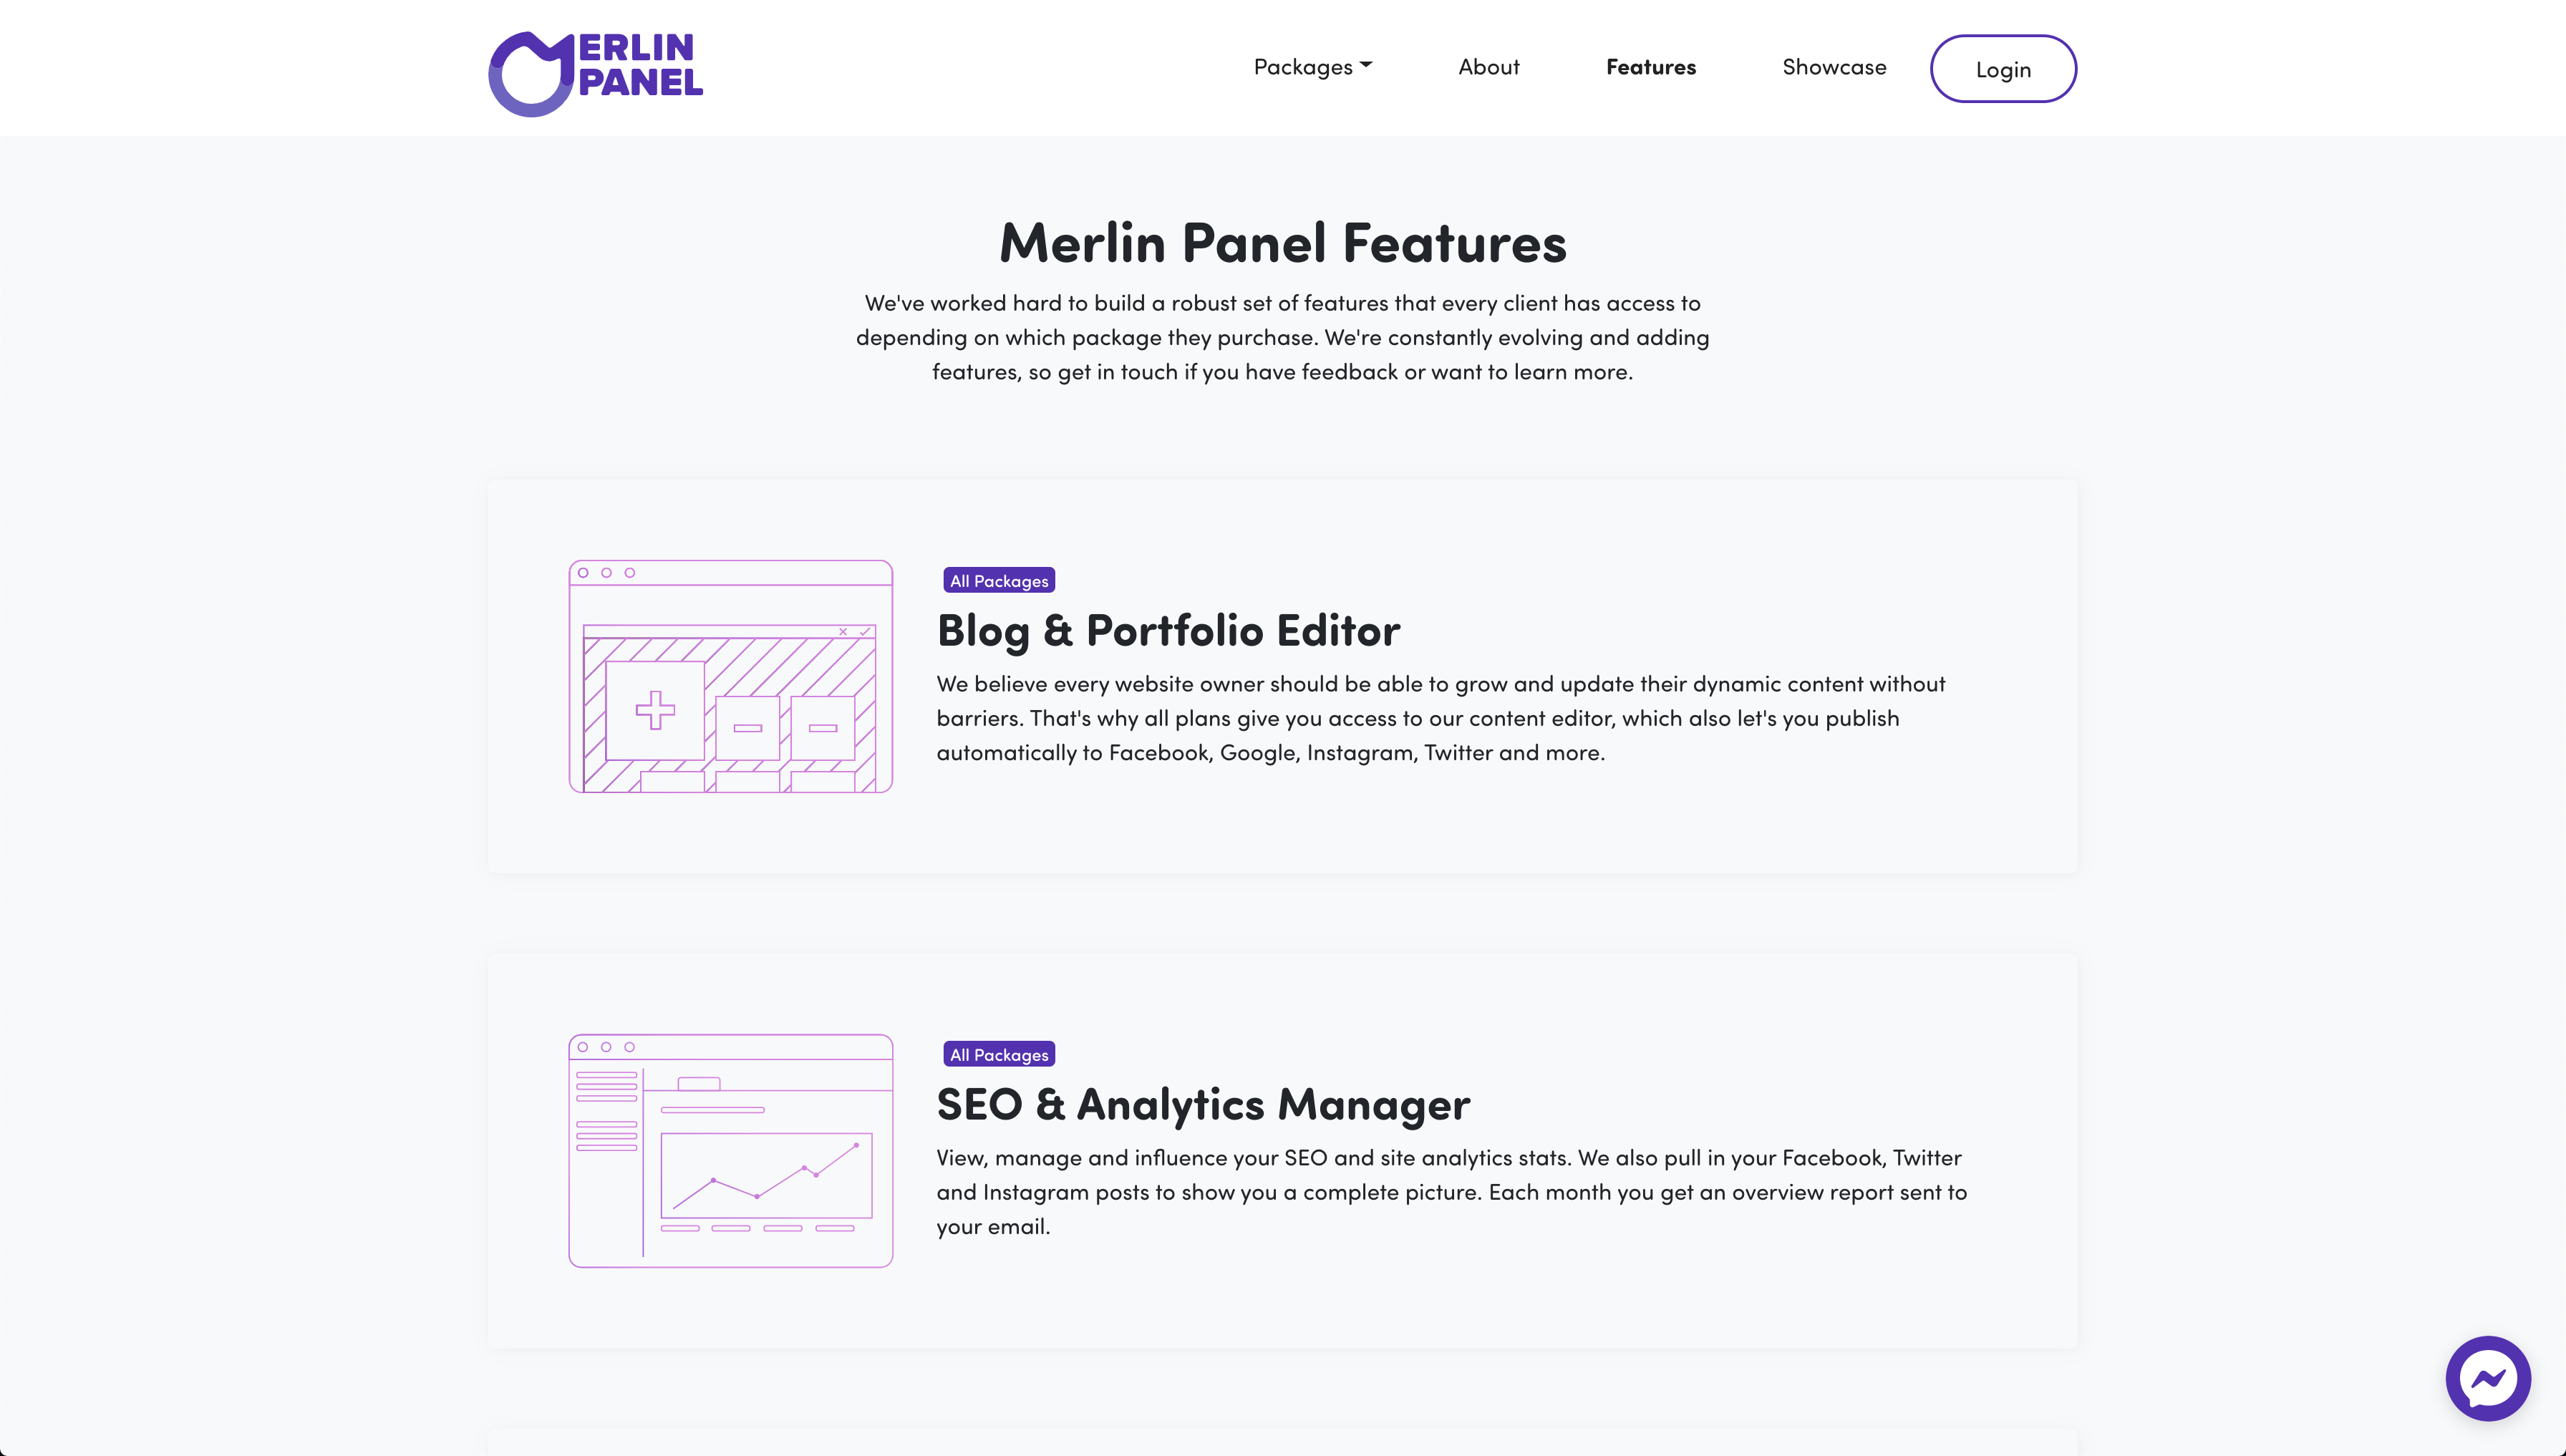 MERLIN
PANEL
Packages
About
Features
Showcase
Login
Merlin Panel Features
We've worked hard to build a robust set of features that every client has access to
depending on which package they purchase. We're constantly evolving and adding
features, so get in touch if you have feedback or want to learn more.
All Packages
Blog & Portfolio Editor
We believe every website owner should be able to grow and update their dynamic content without
barriers. That's why all plans give you access to our content editor, which also let's you publish
automatically to Facebook, Google, Instagram, Twitter and more.
All Packages
SEO & Analytics Manager
View, manage and influence your SEO and site analytics stats. We also pull in your Facebook, Twitter
and Instagram posts to show you a complete picture. Each month you get an overview report sent to
your email.